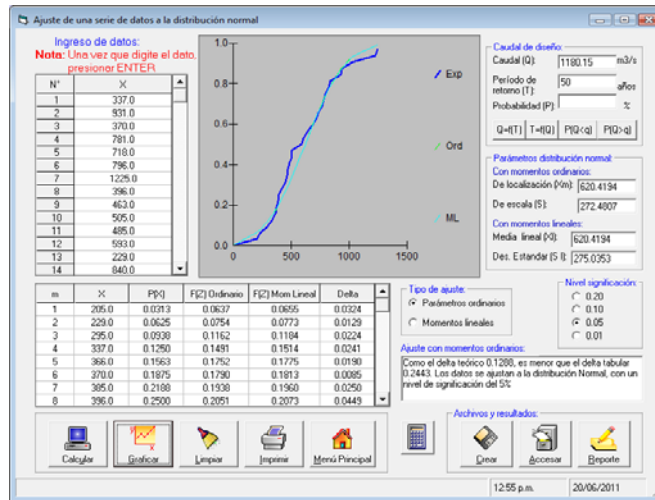 Ajuste de una serie de datos a la distribución normal
Ingreso de datos:
Nota: Una vez que digite el dato, presionar ENTER
N° X
1 337.0
2 931.0
3 370.0
4 781.0
5 718.0
6 796.0
7 1225.0
8 396.0
9 463.0
10 505.0
11 485.0
12 593.0
13 229.0
14 840.0
1.0
0.8
0.6
0.4
0.2
0.0
0 500 1000 1500
Exp
Ord
ML
Caudal de diseño:
Caudal (Q): 1180.15 m3/s
Período de retorno (T): 50 años
Probabilidad (P): %
Q=f(T) T=f(Q) P(Q<q) P(Q>q)
Parámetros distribución normal:
Con momentos ordinarios:
De localización (Xm): 620.4194
De escala (S): 272.4807
Con momentos lineales:
Media lineal (Xl): 620.4194
Des. Estandar (S l): 275.0353
m X P(X) F(Z) Ordinario F(Z) Mom Lineal Delta
1 205.0 0.0313 0.0637 0.0655 0.0324
2 229.0 0.0625 0.0754 0.0773 0.0129
3 295.0 0.0938 0.1162 0.1184 0.0224
4 337.0 0.1250 0.1491 0.1514 0.0241
5 366.0 0.1563 0.1752 0.1775 0.0190
6 370.0 0.1875 0.1790 0.1813 0.0085
7 385.0 0.2188 0.1938 0.1960 0.0250
8 396.0 0.2500 0.2051 0.2073 0.0449
Tipo de ajuste:
Parámetros ordinarios
Momentos lineales
Nivel significación:
0.20
0.10
0.05
0.01
Ajuste con momentos ordinarios:
Como el delta teórico 0.1288, es menor que el delta tabular
0.2443. Los datos se ajustan a la distribución Normal, con un
nivel de significación del 5%
Calcular Graficar Limpiar Imprimir Menú Principal
Archivos y resultados:
Crear Accesar Reporte
12:55 p.m. 20/06/2011